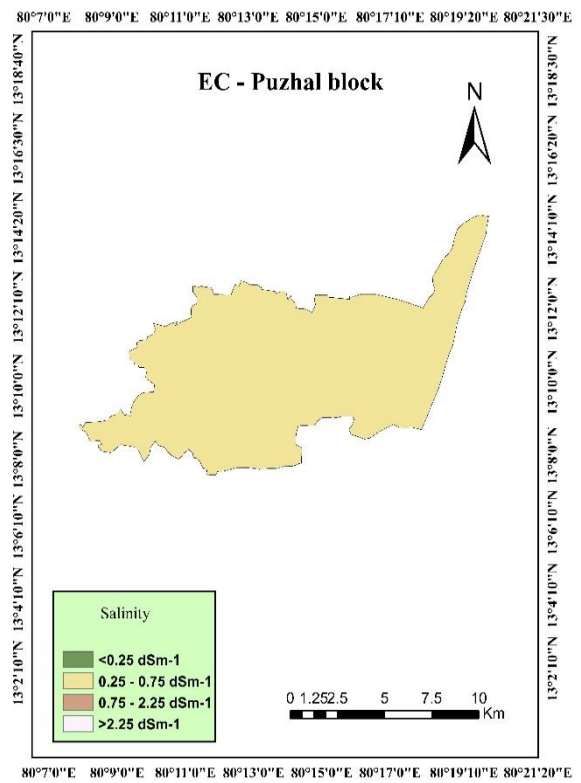 80°7'0"E 80°9'0"E 80°11'0"E 80°13'0"E 80°15'0"E 80°17'10"E 80°19'20"E 80°21'30"E
EC - Puzhal block
N
13°18'40"N
13°16'30"N
13°14'20"N
13°12'10"N
13°10'0"N
13°8'0"N
13°6'10"N
13°4'10"N
13°2'10"N
13°18'30"N
13°16'20"N
13°14'10"N
13°12'0"N
13°10'0"N
13°8'0"N
13°6'10"N
13°4'10"N
13°2'10"N
Salinity
<0.25 dSm-1
0.25 - 0.75 dSm-1
0.75 - 2.25 dSm-1
>2.25 dSm-1
0 1.25 2.5 5 7.5 10
Km
80°7'0"E 80°9'0"E 80°11'0"E 80°13'0"E 80°15'0"E 80°17'0"E 80°19'10"E 80°21'20"E